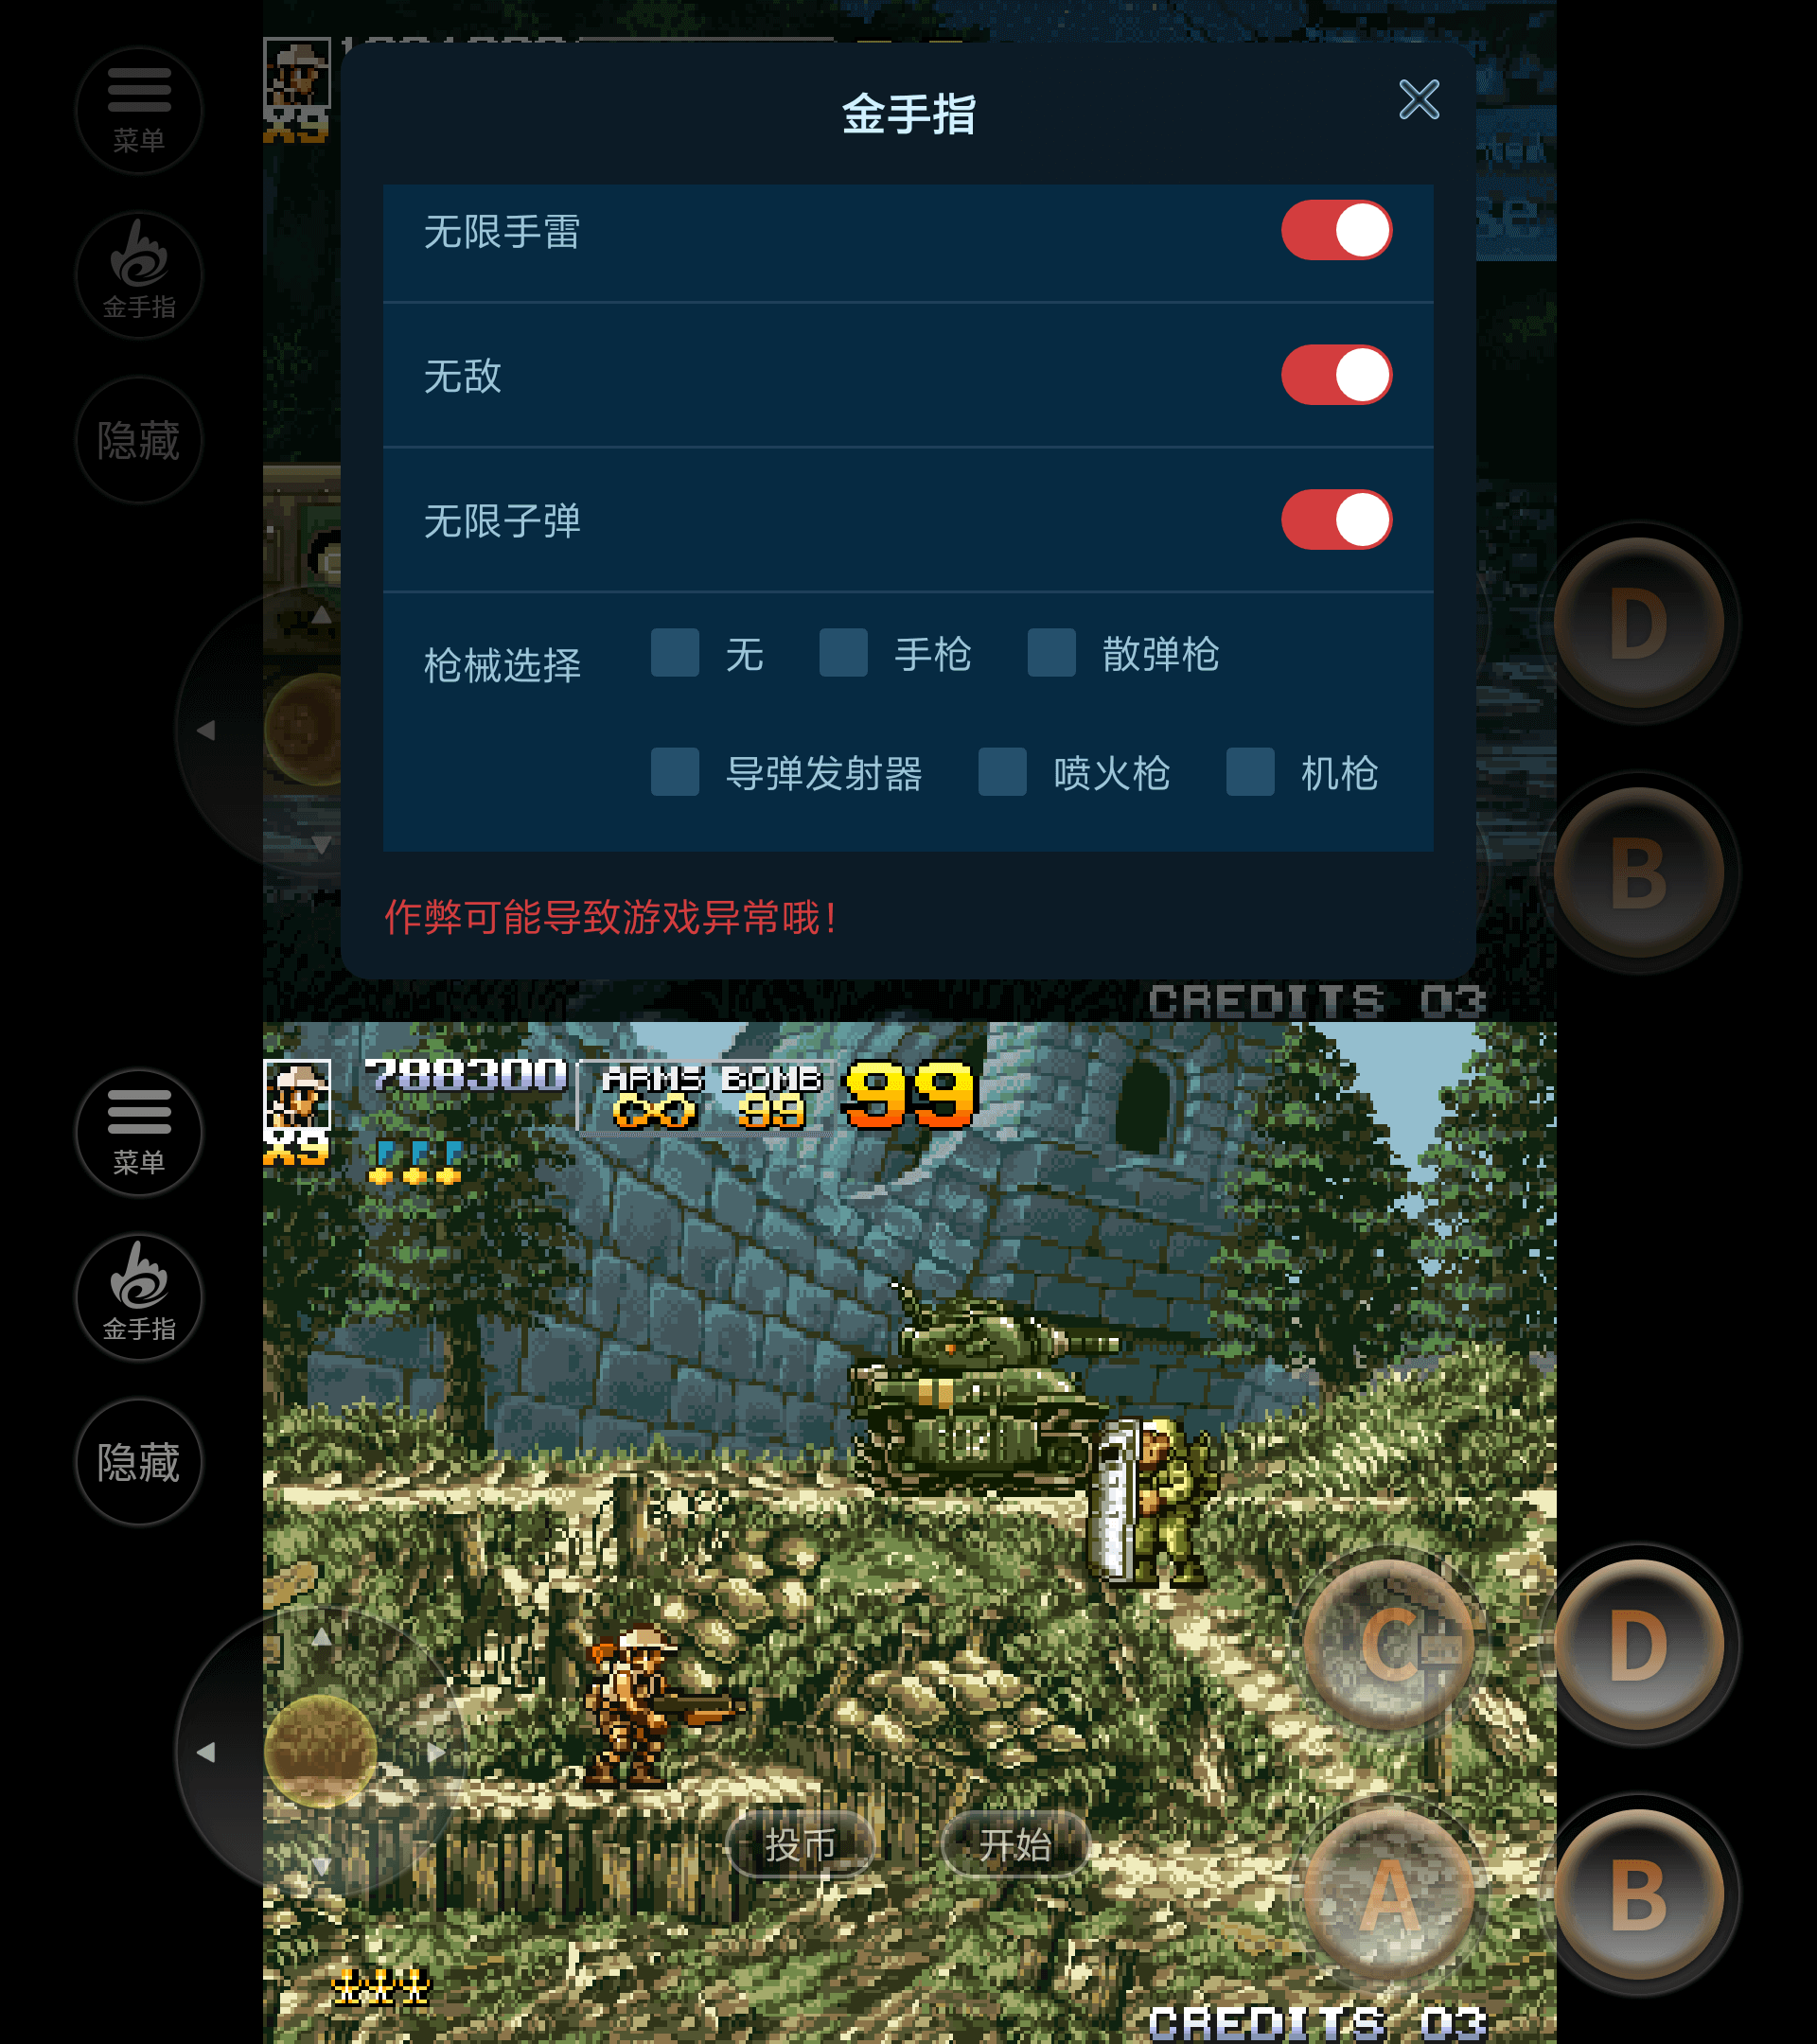 金手指
菜单
X9
金手指
隐藏
无限手雷
无敌
无限子弹
枪械选择 无 手枪 散弹枪
导弹发射器 喷火枪 机枪
作弊可能导致游戏异常哦！
D
B
CREDITS 03
788300 ARMS BOMB 99
∞ 99
X9
菜单
金手指
隐藏
C D
投币 开始
A B
CREDITS 03